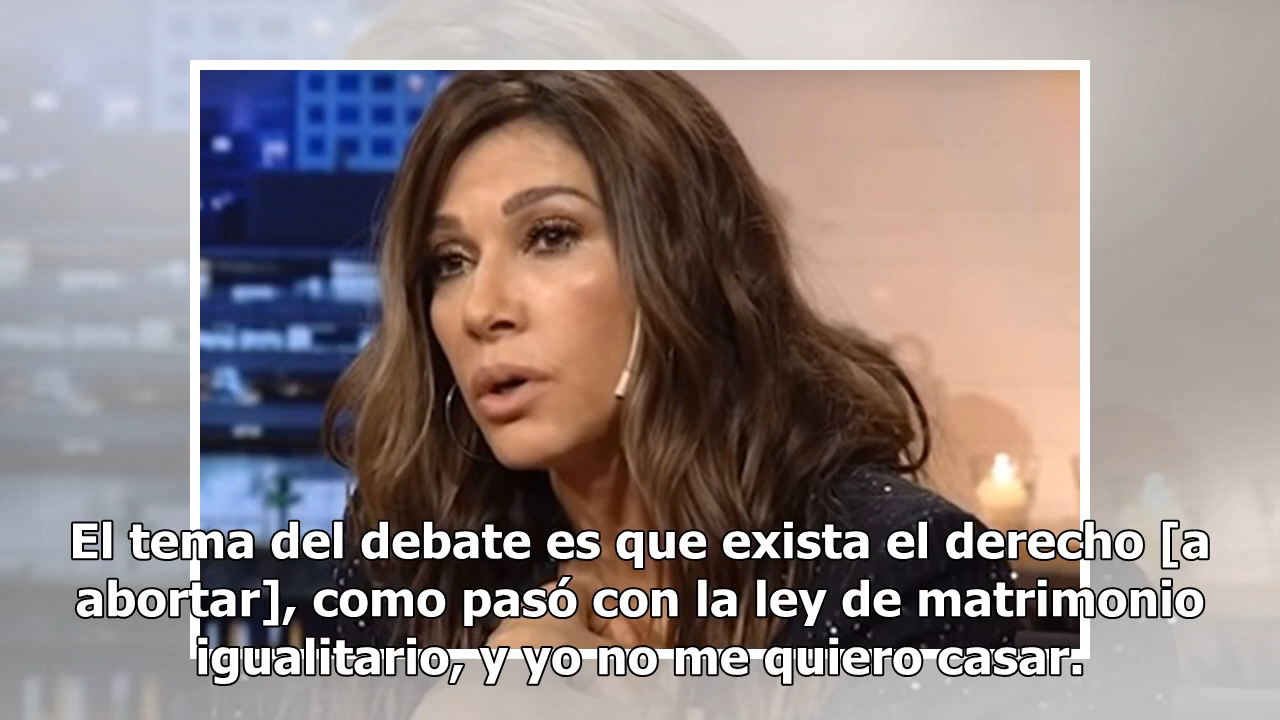 El tema del debate es que exista el derecho [a
abortar], como pasó con la ley de matrimonio
igualitario, y yo no me quiero casar.